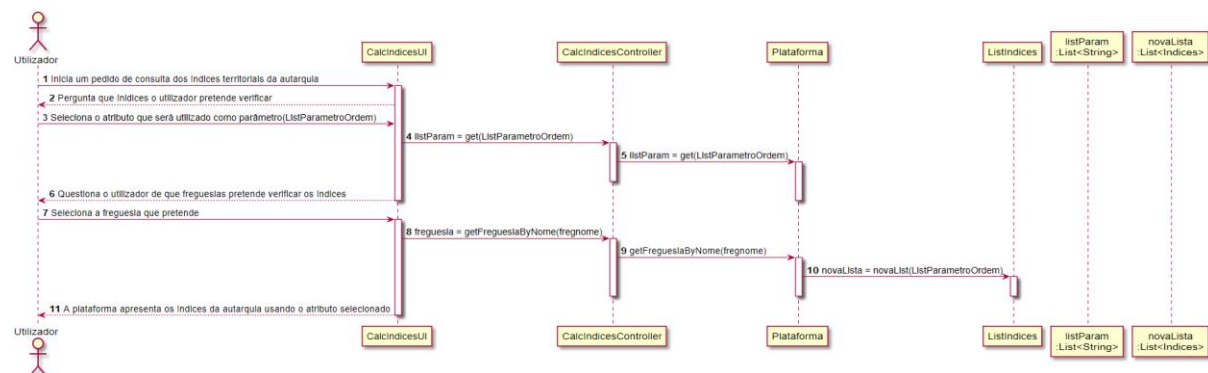 Utilizador
CalcIndicesUI
CalcIndicesController
Plataforma
ListIndices
listParam
:List<String>
novaLista
:List<Indices>
1 Inicia um pedido de consulta dos índices territoriais da autarquia
2 Pergunta que Inidices o utilizador pretende verificar
3 Seleciona o atributo que será utilizado como parâmetro(ListParametroOrdem)
4 listParam = get(ListParametroOrdem)
5 listParam = get(ListParametroOrdem)
6 Questiona o utilizador de que freguesias pretende verificar os índices
7 Seleciona a freguesia que pretende
8 freguesia = getFreguesiaByNome(fregnome)
9 getFreguesiaByNome(fregnome)
10 novaLista = novaList(ListParametroOrdem)
11 A plataforma apresenta os índices da autarquia usando o atributo selecionado
Utilizador
CalcIndicesUI
CalcIndicesController
Plataforma
ListIndices
listParam
:List<String>
novaLista
:List<Indices>